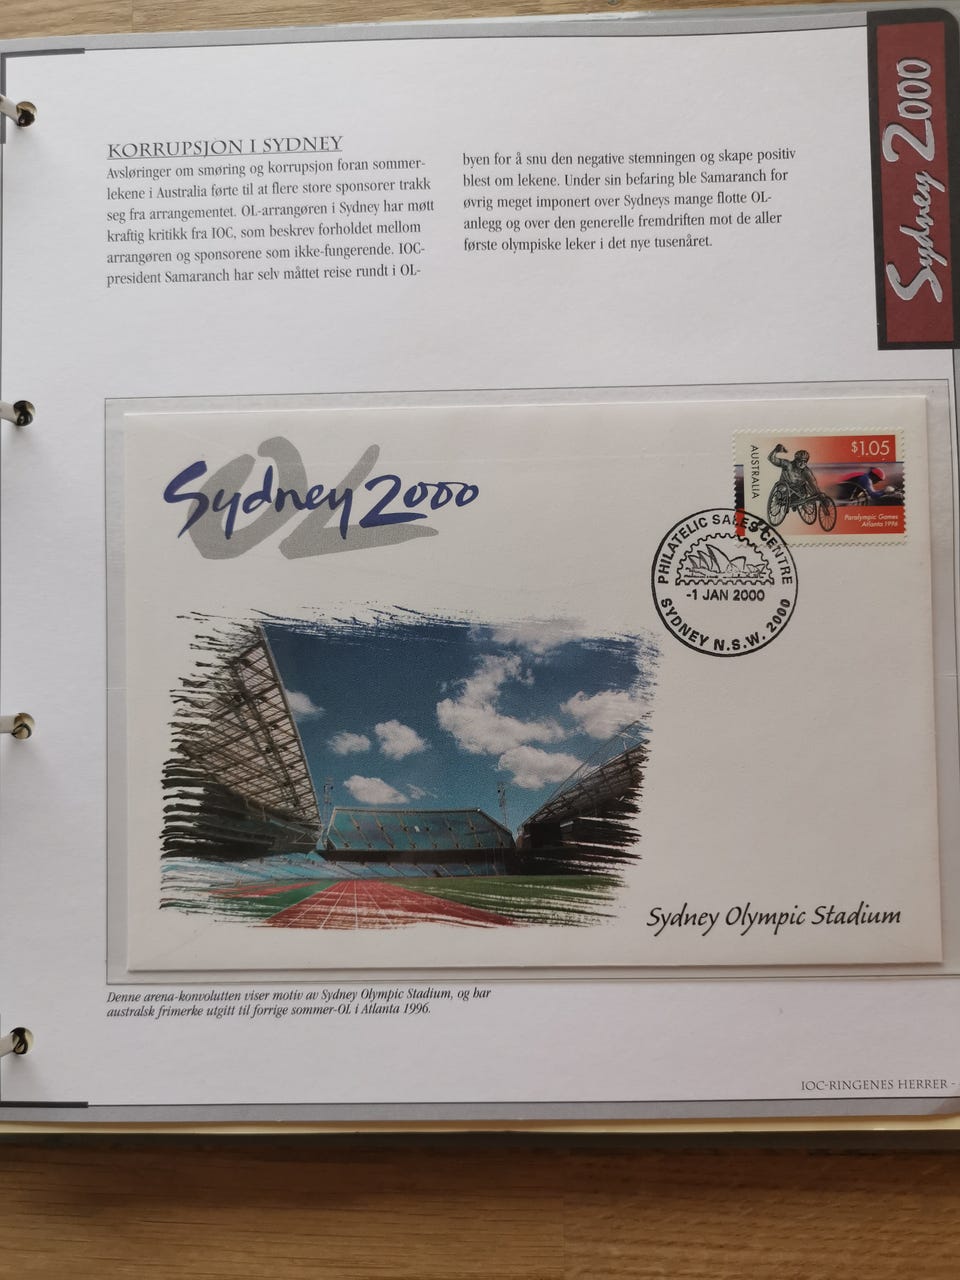 Sydney 2000
KORRUPSJON I SYDNEY
Avsløringer om smøring og korrupsjon foran sommer-
lekene i Australia førte til at flere store sponsorer trakk
seg fra arrangementet. OL-arrangøren i Sydney har møtt
kraftig kritikk fra IOC, som beskrev forholdet mellom
arrangøren og sponsorene som ikke-fungerende. IOC-
president Samaranch har selv måttet reise rundt i OL-
byen for å snu den negative stemningen og skape positiv
blest om lekene. Under sin befaring ble Samaranch for
øvrig meget imponert over Sydneys mange flotte OL-
anlegg og over den generelle fremdriften mot de aller
første olympiske leker i det nye tusenåret.
OL
Sydney 2000
AUSTRALIA
$1.05
Paralympic Games
Atlanta 1996
PHILATELIC SALES CENTRE
-1 JAN 2000
SYDNEY N.S.W. 2000
Sydney Olympic Stadium
Denne arena-konvolutten viser motiv av Sydney Olympic Stadium, og har
australsk frimerke utgitt til forrige sommer-OL i Atlanta 1996.
IOC-RINGENES HERRER -